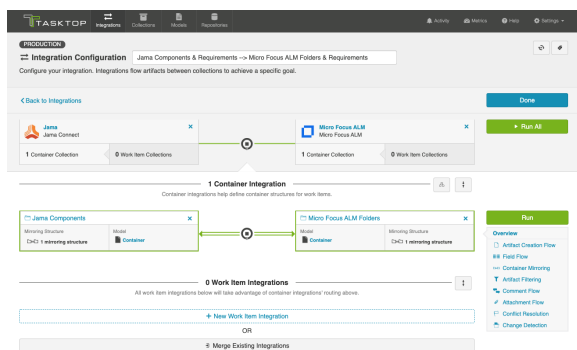 TASKTOP
Integrations
Collections
Models
Repositories
Activity
Metrics
Help
Settings
PRODUCTION
Integration Configuration
Jama Components & Requirements --> Micro Focus ALM Folders & Requirements
Configure your integration. Integrations flow artifacts between collections to achieve a specific goal.
Back to Integrations
Done
Jama
Jama Connect
Micro Focus ALM
Micro Focus ALM
Run All
1 Container Collection
0 Work Item Collections
1 Container Collection
0 Work Item Collections
1 Container Integration
Container integrations help define container structures for work items.
Jama Components
Mirroring Structure
1 mirroring structure
Model
Container
Micro Focus ALM Folders
Model
Container
Mirroring Structure
1 mirroring structure
Run
Overview
Artifact Creation Flow
Field Flow
Container Mirroring
Artifact Filtering
Comment Flow
Attachment Flow
Conflict Resolution
Change Detection
0 Work Item Integrations
All work item integrations below will take advantage of container integrations' routing above.
+ New Work Item Integration
OR
Merge Existing Integrations